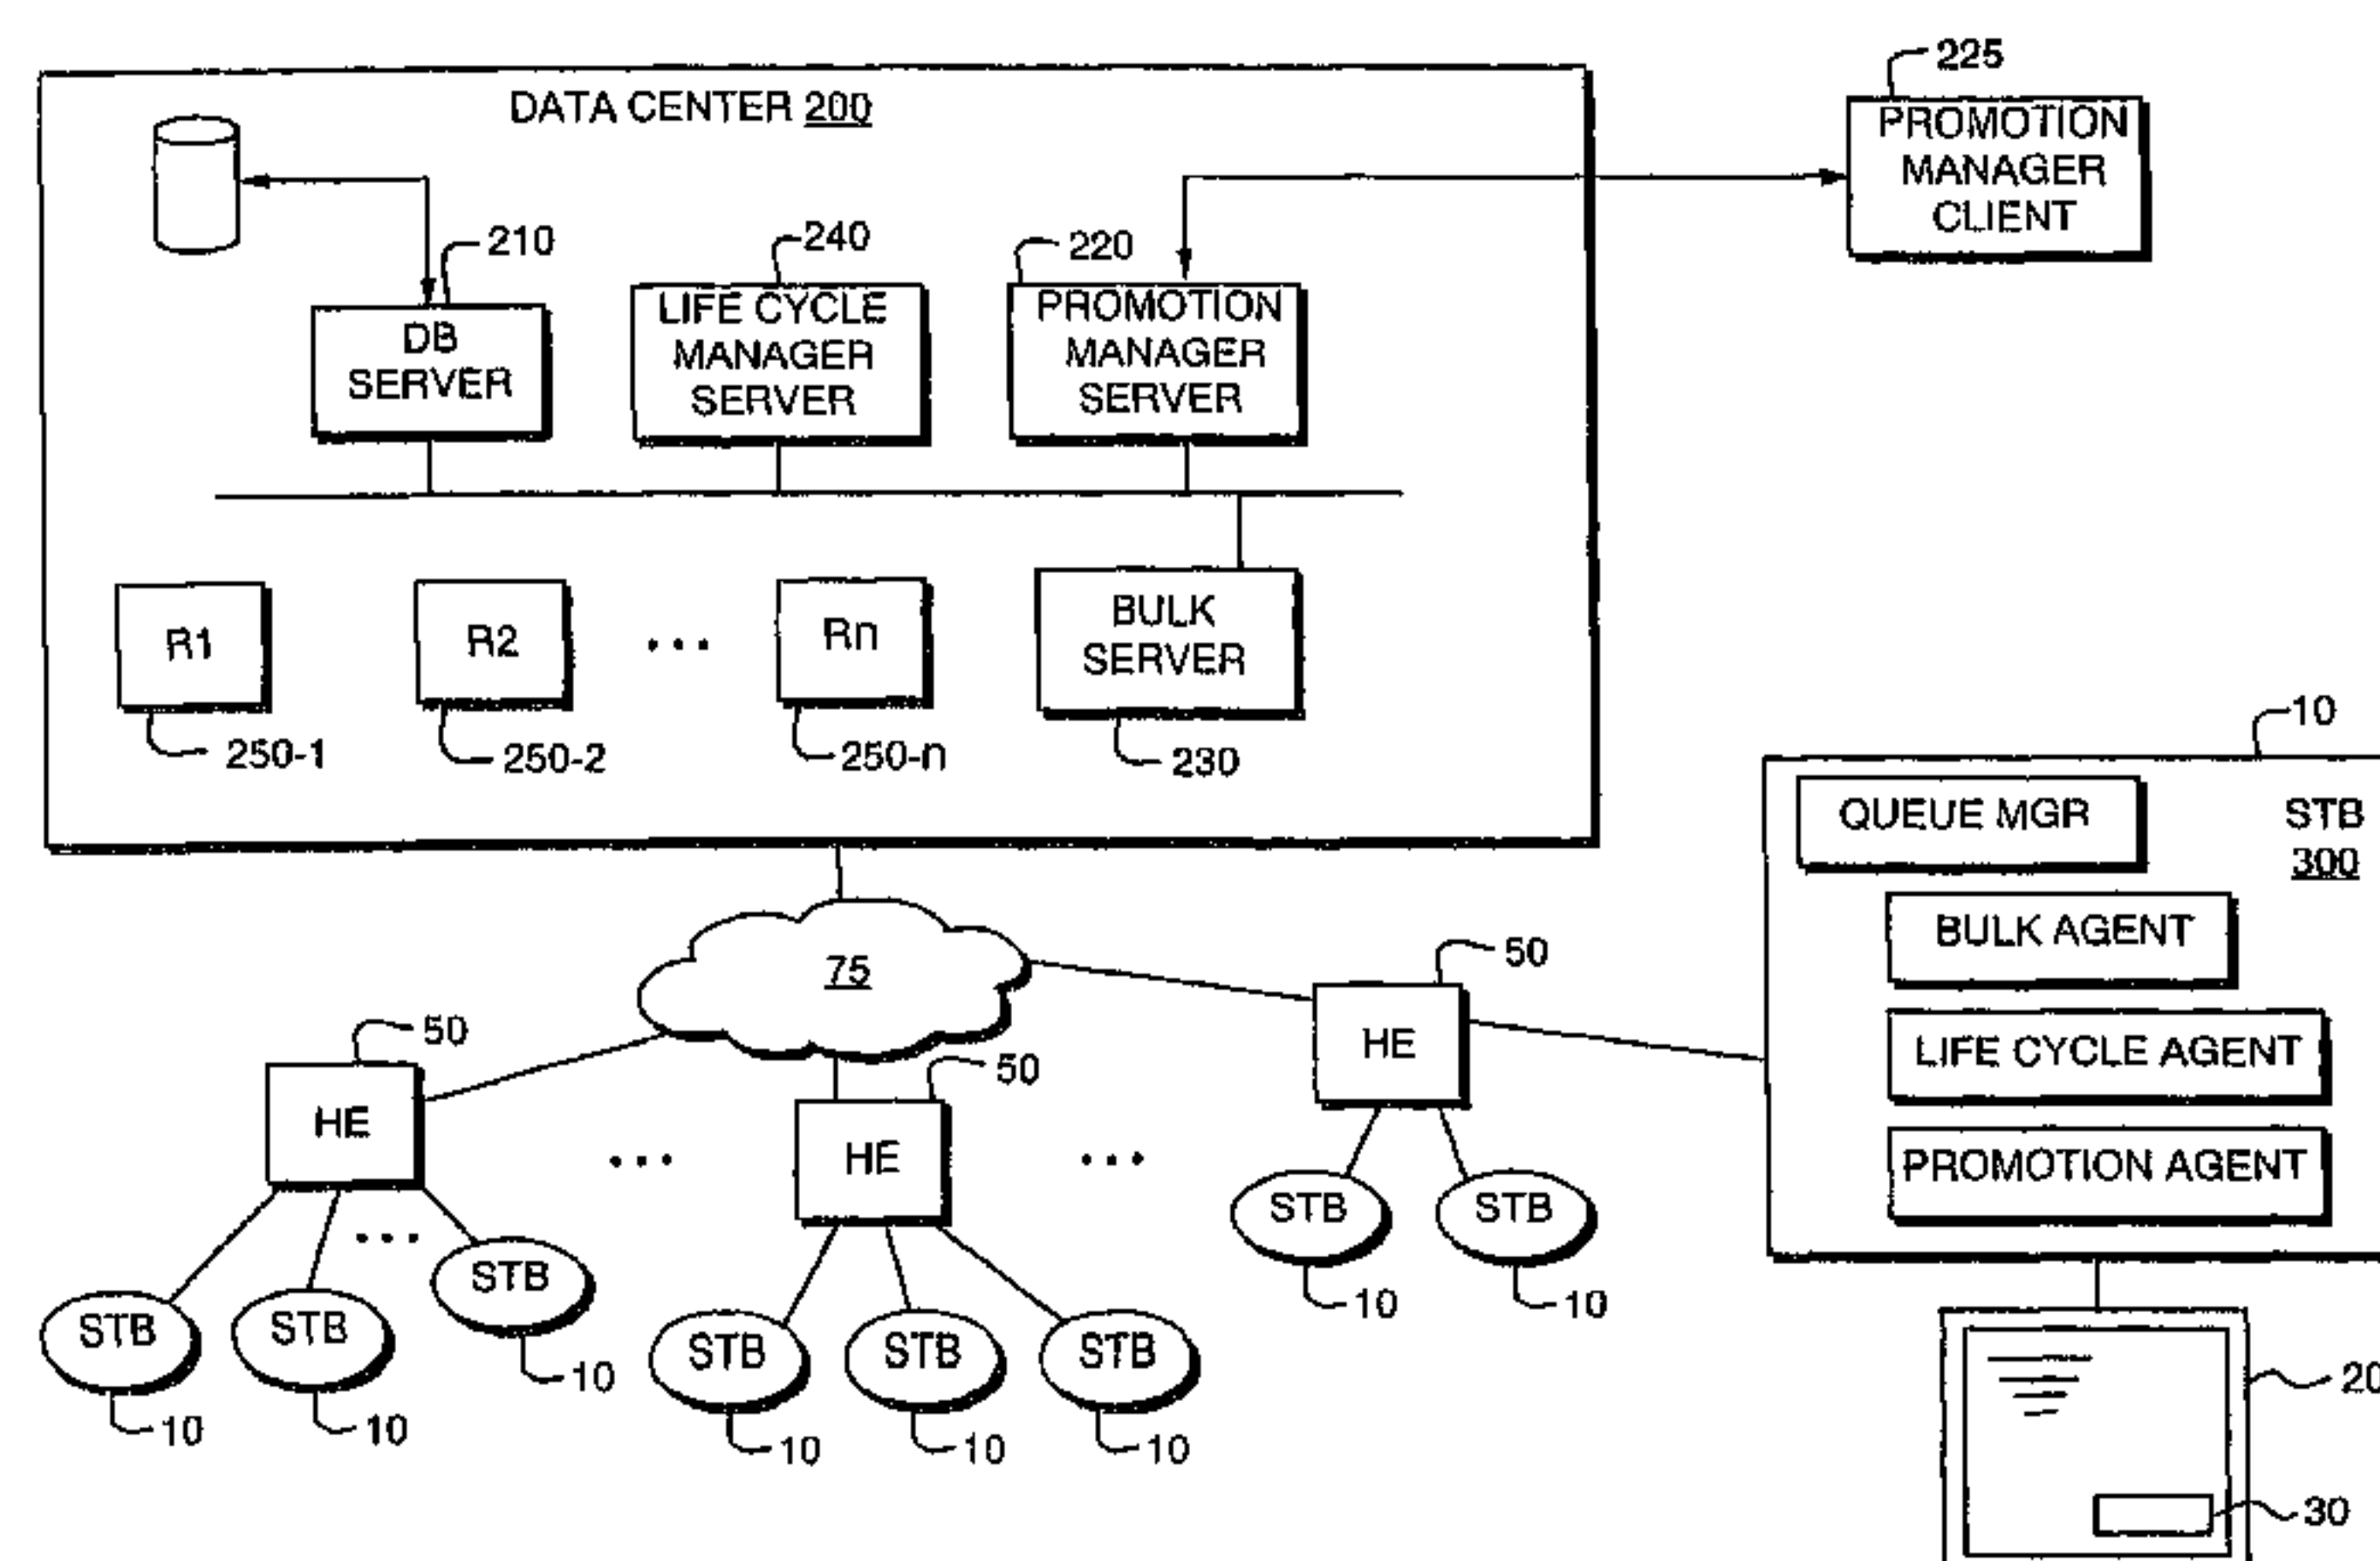 225
DATA CENTER 200
PROMOTION
MANAGER
CLIENT
210
240
220
DB
SERVER
LIFE CYCLE
MANAGER
SERVER
PROMOTION
MANAGER
SERVER
R1
R2
...
Rn
BULK
SERVER
250-1
250-2
250-n
230
10
QUEUE MGR
STB
300
BULK AGENT
LIFE CYCLE AGENT
PROMOTION AGENT
75
50
HE
50
HE
50
HE
...
...
...
STB
STB
STB
10
10
10
STB
STB
STB
10
10
10
STB
STB
10
10
20
30